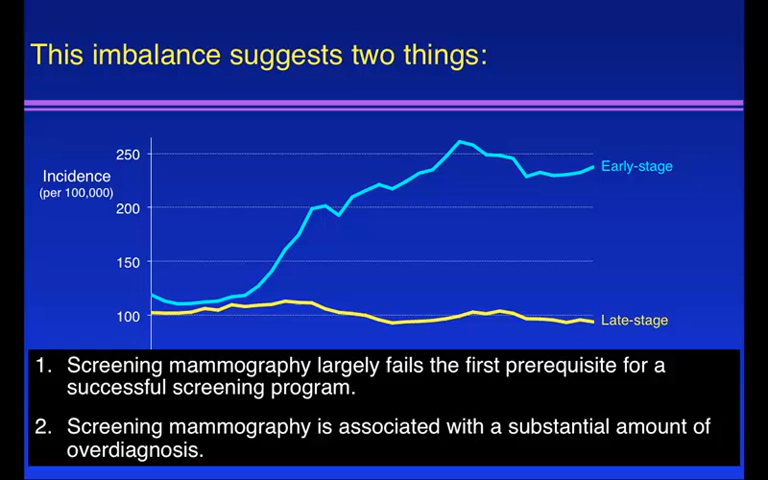 This imbalance suggests two things:
250
Incidence
(per 100,000)
200
150
100
Early-stage
Late-stage
1. Screening mammography largely fails the first prerequisite for a
successful screening program.
2. Screening mammography is associated with a substantial amount of
overdiagnosis.